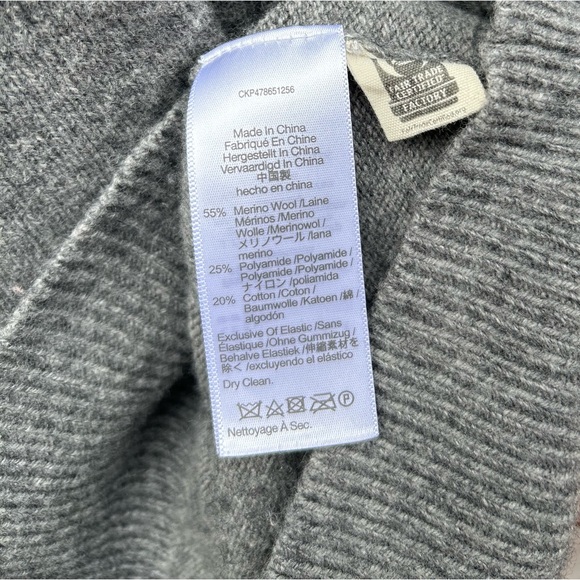 CKP478651256
Made In China
Fabriqué En Chine
Hergestellt In China
Vervaardigd In China
中国製
hecho en china
55% Merino Wool /Laine
Mérinos /Merino
Wolle /Merinowol /
メリノウール /lana
merino
25% Polyamide /Polyamide /
Polyamide /Polyamide /
ナイロン /poliamida
20% Cotton /Coton /
Baumwolle /Katoen /綿 /
algodón
Exclusive Of Elastic /Sans
Élastique /Ohne Gummizug /
Behalve Elastiek /伸縮素材を
除く /excluyendo el elástico
Dry Clean.
P
Nettoyage À Sec.
FAIR TRADE
CERTIFIED
FACTORY
FairTradeCertified.org